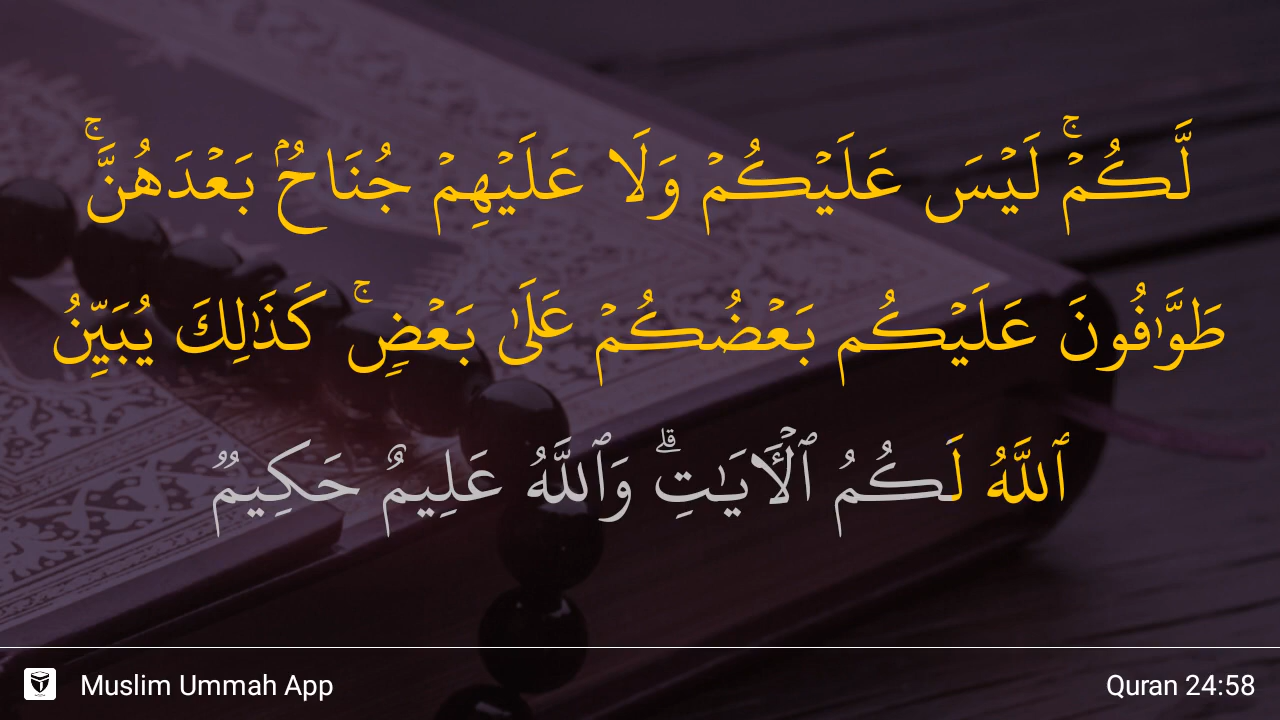 لَّكُمۡۚ لَيۡسَ عَلَيۡكُمۡ وَلَا عَلَيۡهِمۡ جُنَاحُۢ بَعۡدَهُنَّۚ
طَوَّٰفُونَ عَلَيۡكُم بَعۡضُكُمۡ عَلَىٰ بَعۡضٖۚ كَذَٰلِكَ يُبَيِّنُ
ٱللَّهُ لَكُمُ ٱلۡأٓيَٰتِۗ وَٱللَّهُ عَلِيمٌ حَكِيمٞ
Muslim Ummah App
Quran 24:58